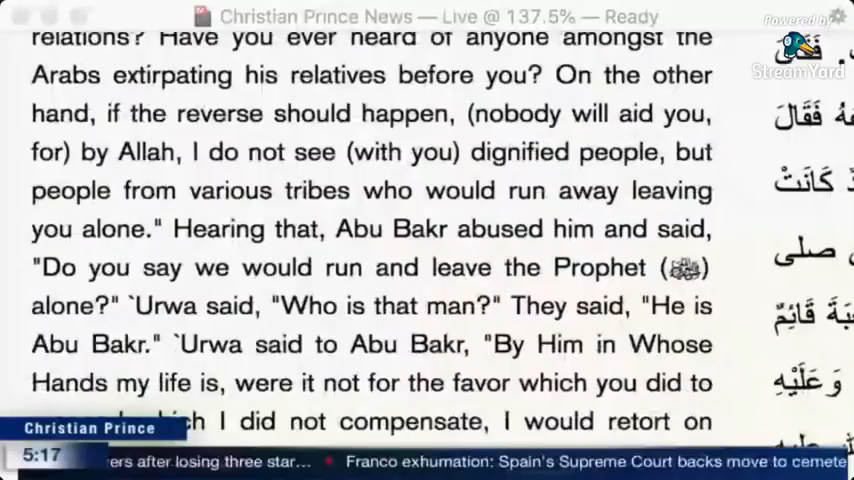 Christian Prince News — Live @ 137.5% — Ready
Powered by
StreamYard
relations? Have you ever heard of anyone amongst the
Arabs extirpating his relatives before you? On the other
hand, if the reverse should happen, (nobody will aid you,
for) by Allah, I do not see (with you) dignified people, but
people from various tribes who would run away leaving
you alone." Hearing that, Abu Bakr abused him and said,
"Do you say we would run and leave the Prophet (ﷺ)
alone?" `Urwa said, "Who is that man?" They said, "He is
Abu Bakr." `Urwa said to Abu Bakr, "By Him in Whose
Hands my life is, were it not for the favor which you did to
I did not compensate, I would retort on
فَقَالَ
كَانَتْ
صلى
قَائِمٌ
وَعَلَيْهِ
Christian Prince
5:17
after losing three star... • Franco exhumation: Spain's Supreme Court backs move to cemete